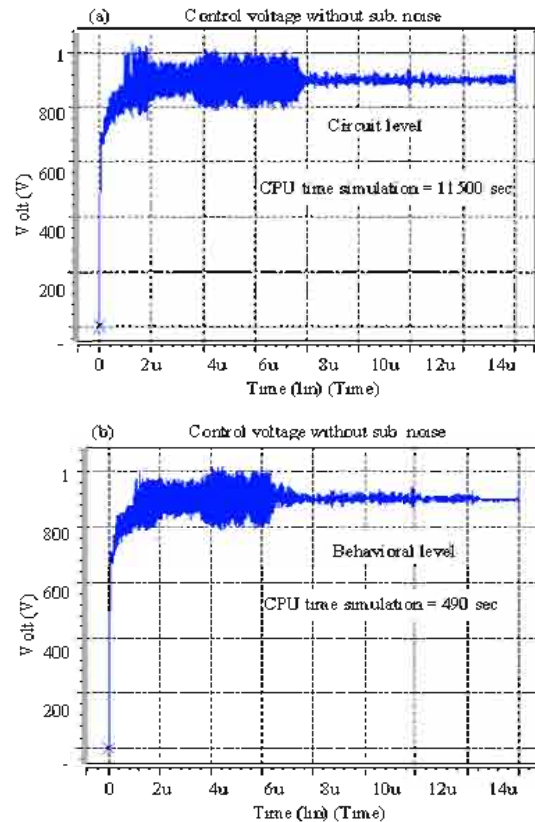 (a) Control voltage without sub. noise
1
800
600
400
200
-
Volt (V)
Circuit level
CPU time simulation = 11500 sec
0 2u 4u 6u 8u 10u 12u 14u
Time (lin) (Time)
(b) Control voltage without sub. noise
1
800
600
400
200
-
Volt (V)
Behavioral level
CPU time simulation = 490 sec
0 2u 4u 6u 8u 10u 12u 14u
Time (lin) (Time)